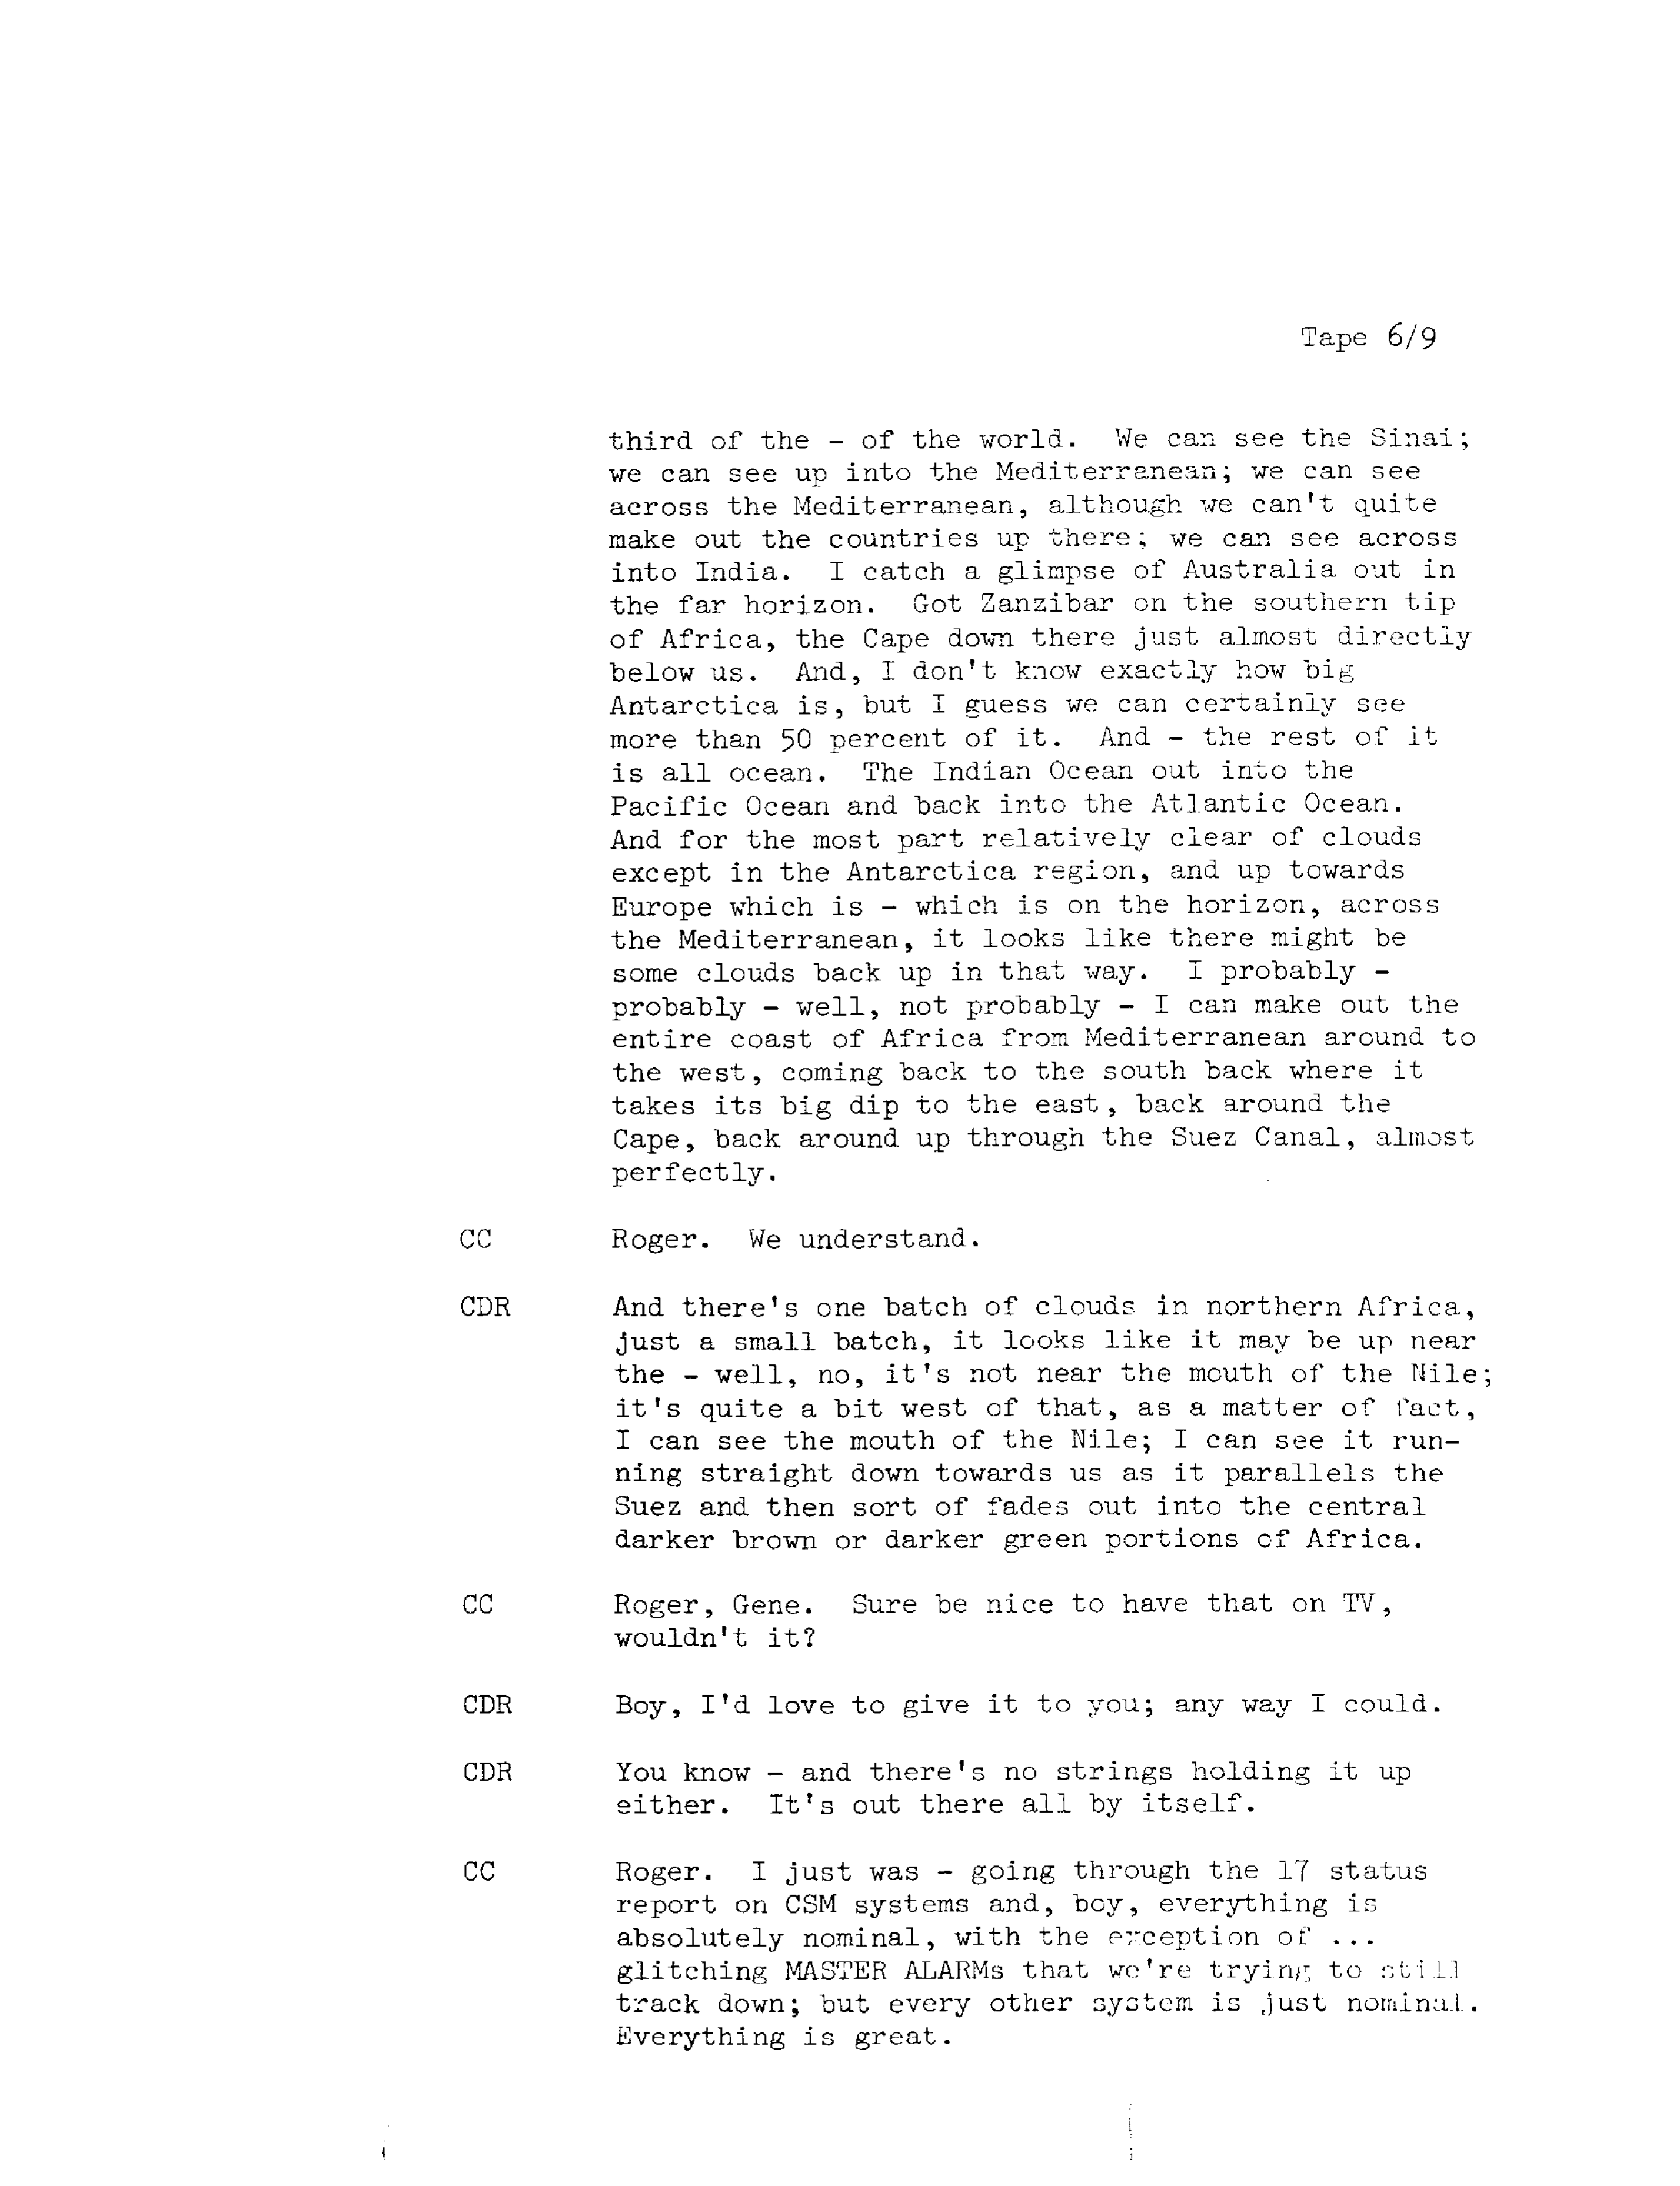 Tape 6/9
third of the - of the world. We can see the Sinai;
we can see up into the Mediterranean; we can see
across the Mediterranean, although we can't quite
make out the countries up there; we can see across
into India. I catch a glimpse of Australia out in
the far horizon. Got Zanzibar on the southern tip
of Africa, the Cape down there just almost directly
below us. And, I don't know exactly how big
Antarctica is, but I guess we can certainly see
more than 50 percent of it. And - the rest of it
is all ocean. The Indian Ocean out into the
Pacific Ocean and back into the Atlantic Ocean.
And for the most part relatively clear of clouds
except in the Antarctica region, and up towards
Europe which is - which is on the horizon, across
the Mediterranean, it looks like there might be
some clouds back up in that way. I probably -
probably - well, not probably - I can make out the
entire coast of Africa from Mediterranean around to
the west, coming back to the south back where it
takes its big dip to the east, back around the
Cape, back around up through the Suez Canal, almost
perfectly.
CC Roger. We understand.
CDR And there's one batch of clouds in northern Africa,
just a small batch, it looks like it may be up near
the - well, no, it's not near the mouth of the Nile;
it's quite a bit west of that, as a matter of fact,
I can see the mouth of the Nile; I can see it run-
ning straight down towards us as it parallels the
Suez and then sort of fades out into the central
darker brown or darker green portions of Africa.
CC Roger, Gene. Sure be nice to have that on TV,
wouldn't it?
CDR Boy, I'd love to give it to you; any way I could.
CDR You know - and there's no strings holding it up
either. It's out there all by itself.
CC Roger. I just was - going through the 17 status
report on CSM systems and, boy, everything is
absolutely nominal, with the exception of ...
glitching MASTER ALARMs that we're trying to still
track down; but every other system is just nominal.
Everything is great.